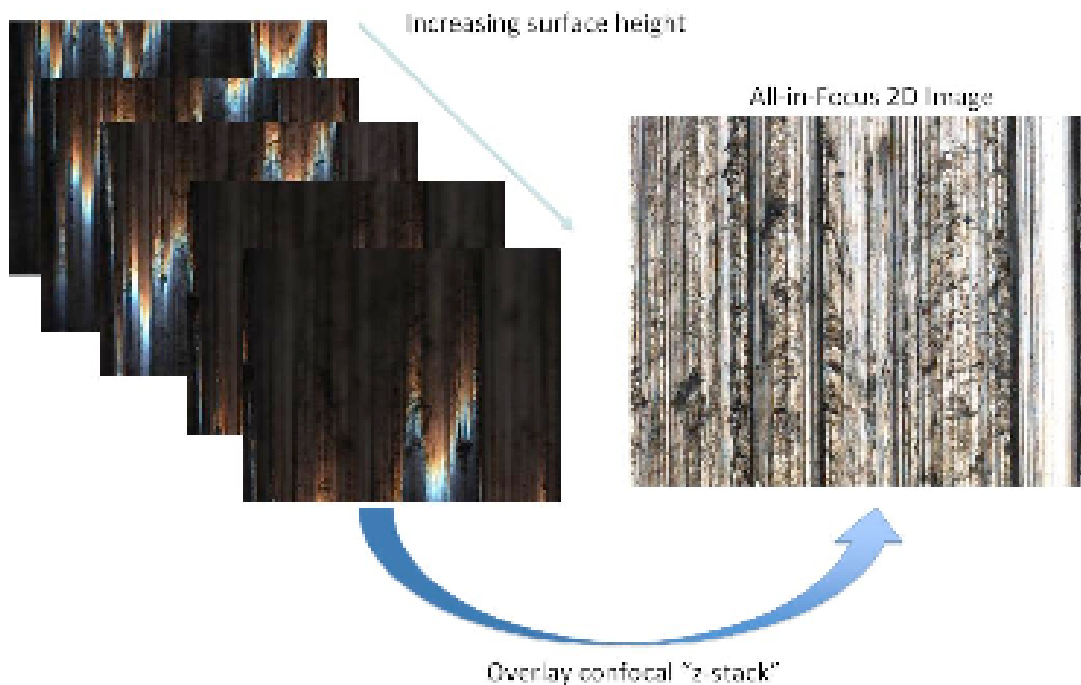 Increasing surface height
All-in-Focus 2D Image
Overlay confocal "z-stack"